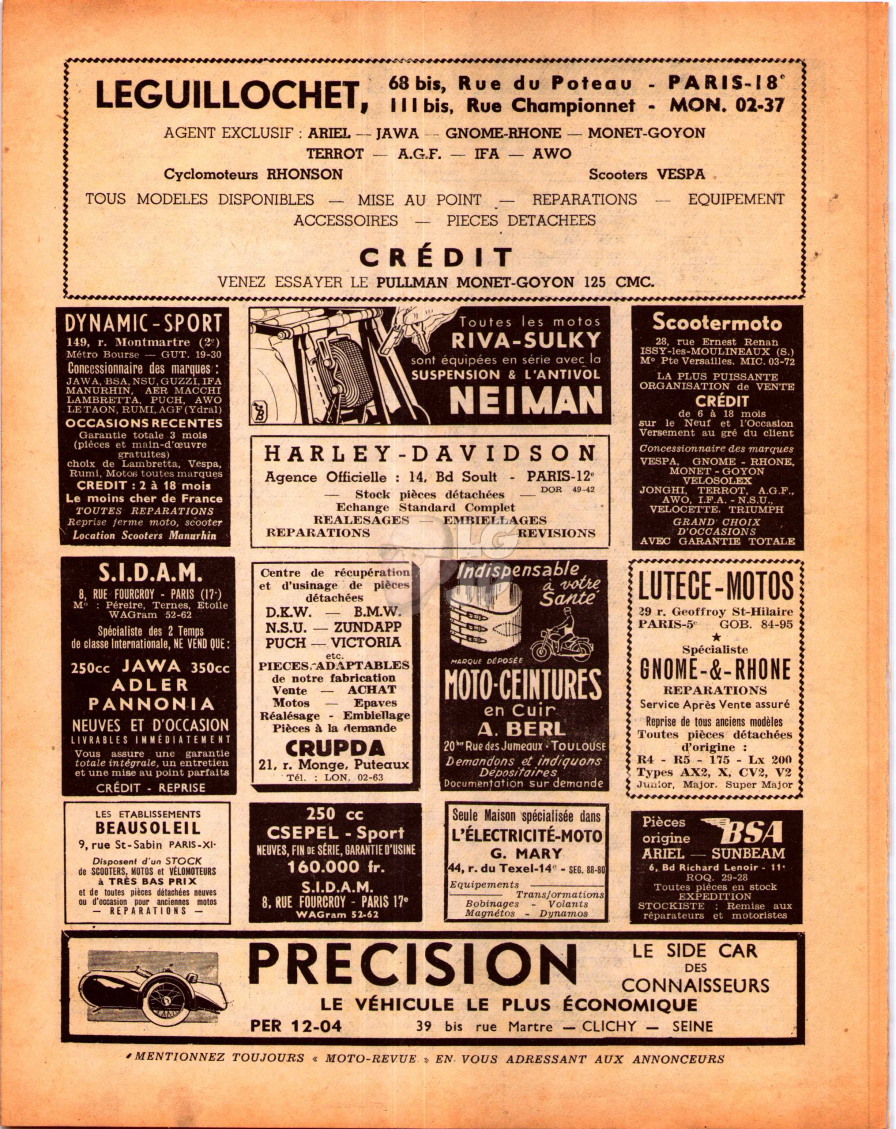 LEGUILLOCHET,
68 bis, Rue du Poteau - PARIS-18e
111 bis, Rue Championnet - MON. 02-37
AGENT EXCLUSIF : ARIEL — JAWA — GNOME-RHONE — MONET-GOYON
TERROT — A.G.F. — IFA — AWO
Cyclomoteurs RHONSON Scooters VESPA
TOUS MODELES DISPONIBLES — MISE AU POINT — REPARATIONS — EQUIPEMENT
ACCESSOIRES — PIECES DETACHEES
CRÉDIT
VENEZ ESSAYER LE PULLMAN MONET-GOYON 125 CMC.
DYNAMIC-SPORT
149, r. Montmartre (2e)
Métro Bourse — GUT. 19-30
Concessionnaire des marques :
JAWA, BSA, NSU, GUZZI, IFA
MANURHIN, AER MACCHI
LAMBRETTA, PUCH, AWO
LE TAON, RUMI, AGF (Ydral)
OCCASIONS RECENTES
Garantie totale 3 mois
(pièces et main-d'œuvre
gratuites)
choix de Lambretta, Vespa,
Rumi, Motos toutes marques
CREDIT : 2 à 18 mois
Le moins cher de France
TOUTES REPARATIONS
Reprise ferme moto, scooter
Location Scooters Manurhin
Toutes les motos
RIVA-SULKY
sont équipées en série avec la
SUSPENSION & L'ANTIVOL
NEIMAN
Scootermoto
28, rue Ernest Renan
ISSY-les-MOULINEAUX (S.)
Mo Pte Versailles. MIC. 03-72
LA PLUS PUISSANTE
ORGANISATION de VENTE
CRÉDIT
de 6 à 18 mois
sur le Neuf et l'Occasion
Versement au gré du client
Concessionnaire des marques
VESPA, GNOME - RHONE,
MONET - GOYON
VELOSOLEX
JONGHI, TERROT, A.G.F.,
AWO, I.F.A. - N.S.U.,
VELOCETTE, TRIUMPH
GRAND CHOIX
D'OCCASIONS
AVEC GARANTIE TOTALE
HARLEY-DAVIDSON
Agence Officielle : 14, Bd Soult - PARIS-12e
— Stock pièces détachées — DOR 49-42
Echange Standard Complet
REALESAGES — EMBIELLAGES
REPARATIONS REVISIONS
LG
S.I.D.A.M.
8, RUE FOURCROY - PARIS (17e)
Mo : Péreire, Ternes, Etoile
WAGram 52-62
Spécialiste des 2 Temps
de classe Internationale, NE VEND QUE :
250cc JAWA 350cc
ADLER
PANNONIA
NEUVES ET D'OCCASION
LIVRABLES IMMÉDIATEMENT
Vous assure une garantie
totale intégrale, un entretien
et une mise au point parfaits
CRÉDIT - REPRISE
Centre de récupération
et d'usinage de pièces
détachées
D.K.W. — B.M.W.
N.S.U. — ZUNDAPP
PUCH — VICTORIA
etc.
PIECES ADAPTABLES
de notre fabrication
Vente — ACHAT
Motos — Epaves
Réalésage - Embiellage
Pièces à la demande
CRUPDA
21, r. Monge, Puteaux
Tél. : LON. 02-63
Indispensable
à votre
Santé
MARQUE DÉPOSÉE
MOTO-CEINTURES
en Cuir
A. BERL
20 ter Rue des Jumeaux - TOULOUSE
Demandons et indiquons
Dépositaires
Documentation sur demande
LUTECE-MOTOS
29 r. Geoffroy St-Hilaire
PARIS-5e GOB. 84-95
★
Spécialiste
GNOME-&-RHONE
REPARATIONS
Service Après Vente assuré
Reprise de tous anciens modèles
Toutes pièces détachées
d'origine :
R4 - R5 - 175 - Lx 200
Types AX2, X, CV2, V2
Junior, Major, Super Major
LES ETABLISSEMENTS
BEAUSOLEIL
9, rue St-Sabin PARIS-XIe
Disposent d'un STOCK
de SCOOTERS, MOTOS et VÉLOMOTEURS
à TRÈS BAS PRIX
et de toutes pièces détachées neuves
ou d'occasion pour anciennes motos
— REPARATIONS —
250 cc
CSEPEL - Sport
NEUVES, FIN DE SÉRIE, GARANTIE D'USINE
160.000 fr.
S.I.D.A.M.
8, RUE FOURCROY - PARIS 17e
WAGram 52-62
Seule Maison spécialisée dans
L'ÉLECTRICITÉ-MOTO
G. MARY
44, r. du Texel-14e - SEG. 88-80
Equipements
Transformations
Bobinages - Volants
Magnétos - Dynamos
Pièces
origine BSA
ARIEL — SUNBEAM
6, Bd Richard Lenoir - 11e
ROQ. 29-28
Toutes pièces en stock
EXPEDITION
STOCKISTE : Remise aux
réparateurs et motoristes
PRECISION
LE SIDE CAR
DES
CONNAISSEURS
LE VÉHICULE LE PLUS ÉCONOMIQUE
PER 12-04 39 bis rue Martre — CLICHY — SEINE
MENTIONNEZ TOUJOURS « MOTO-REVUE » EN VOUS ADRESSANT AUX ANNONCEURS